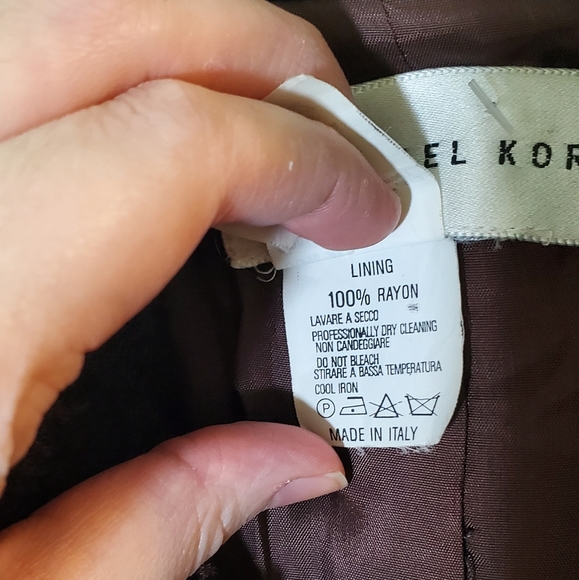 EL KOR
LINING
100% RAYON
LAVARE A SECCO
PROFESSIONALLY DRY CLEANING
NON CANDEGGIARE
DO NOT BLEACH
STIRARE A BASSA TEMPERATURA
COOL IRON
P
MADE IN ITALY